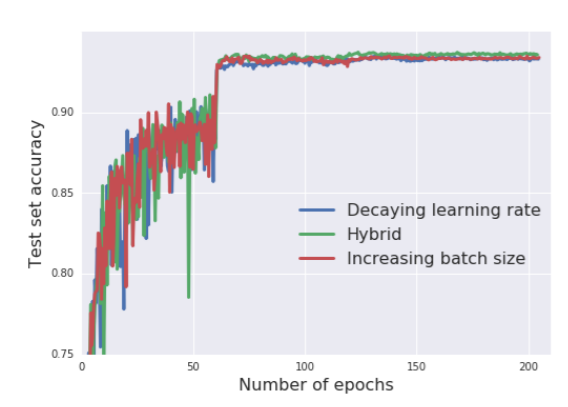 0.90
0.85
0.80
0.75
Test set accuracy
Decaying learning rate
Hybrid
Increasing batch size
0 50 100 150 200
Number of epochs